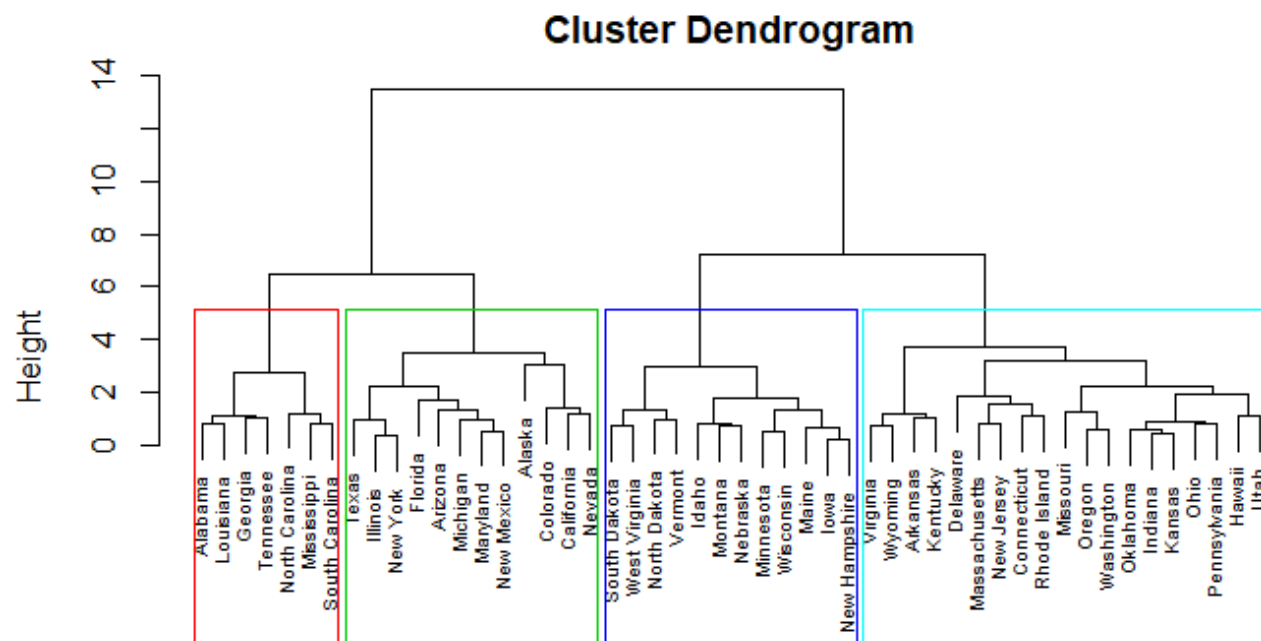 Cluster Dendrogram
Height
14
10
8
6
4
2
0
Alabama
Louisiana
Georgia
Tennessee
North Carolina
Mississippi
South Carolina
Texas
Illinois
New York
Florida
Arizona
Michigan
Maryland
New Mexico
Alaska
Colorado
California
Nevada
South Dakota
West Virginia
North Dakota
Vermont
Idaho
Montana
Nebraska
Minnesota
Wisconsin
Maine
Iowa
New Hampshire
Virginia
Wyoming
Arkansas
Kentucky
Delaware
Massachusetts
New Jersey
Connecticut
Rhode Island
Missouri
Oregon
Washington
Oklahoma
Indiana
Kansas
Ohio
Pennsylvania
Hawaii
Utah